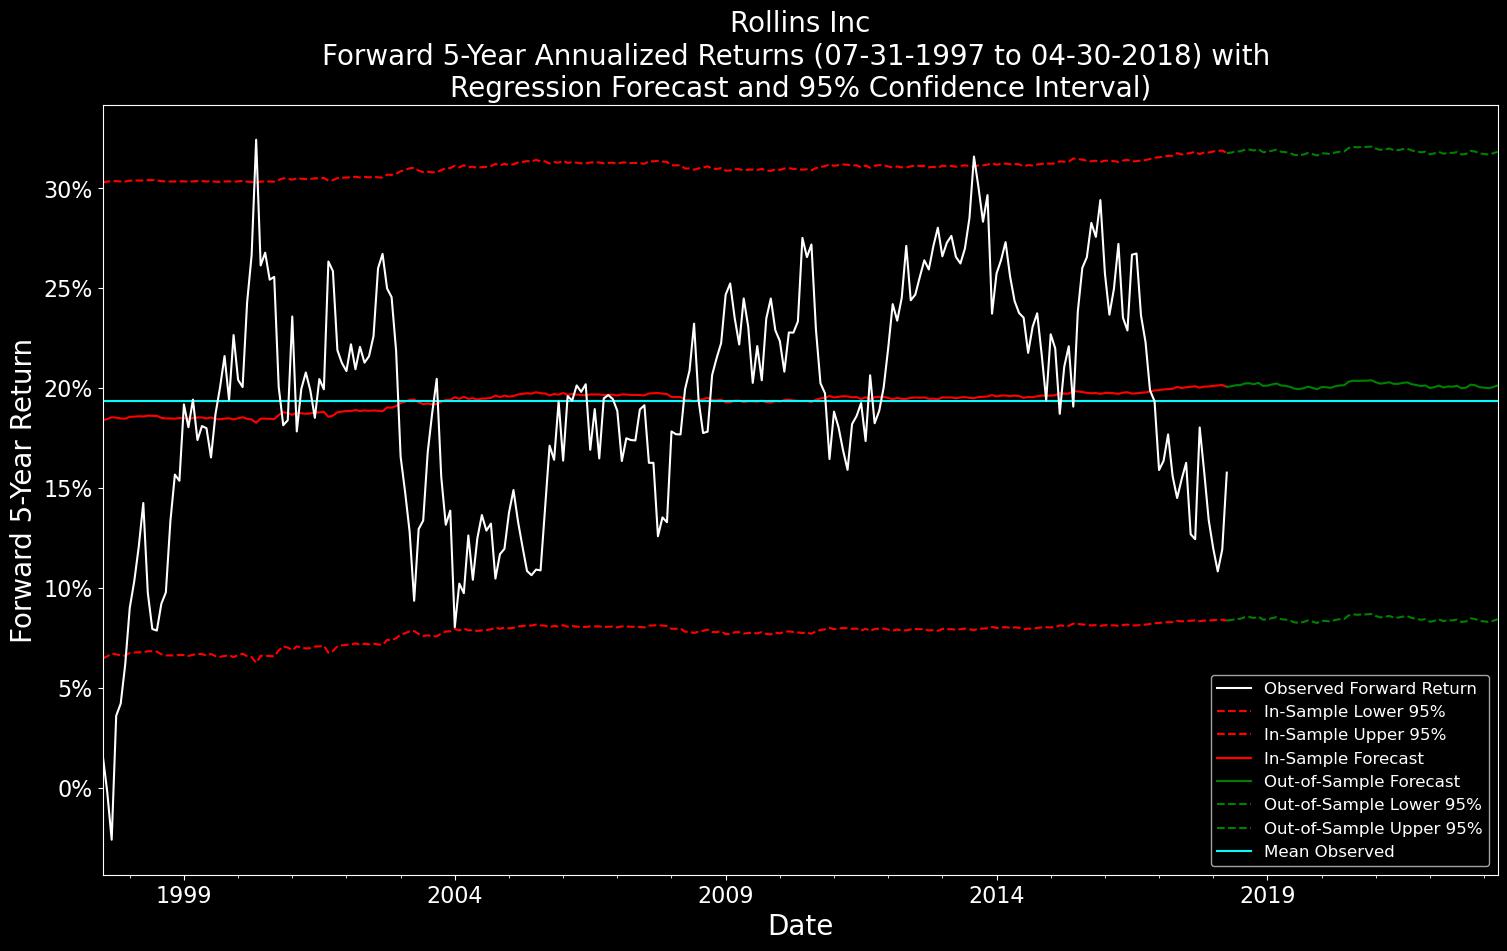 Rollins Inc
Forward 5-Year Annualized Returns (07-31-1997 to 04-30-2018) with
Regression Forecast and 95% Confidence Interval)
Forward 5-Year Return
30%
25%
20%
15%
10%
5%
0%
1999
2004
2009
2014
2019
Date
Observed Forward Return
In-Sample Lower 95%
In-Sample Upper 95%
In-Sample Forecast
Out-of-Sample Forecast
Out-of-Sample Lower 95%
Out-of-Sample Upper 95%
Mean Observed